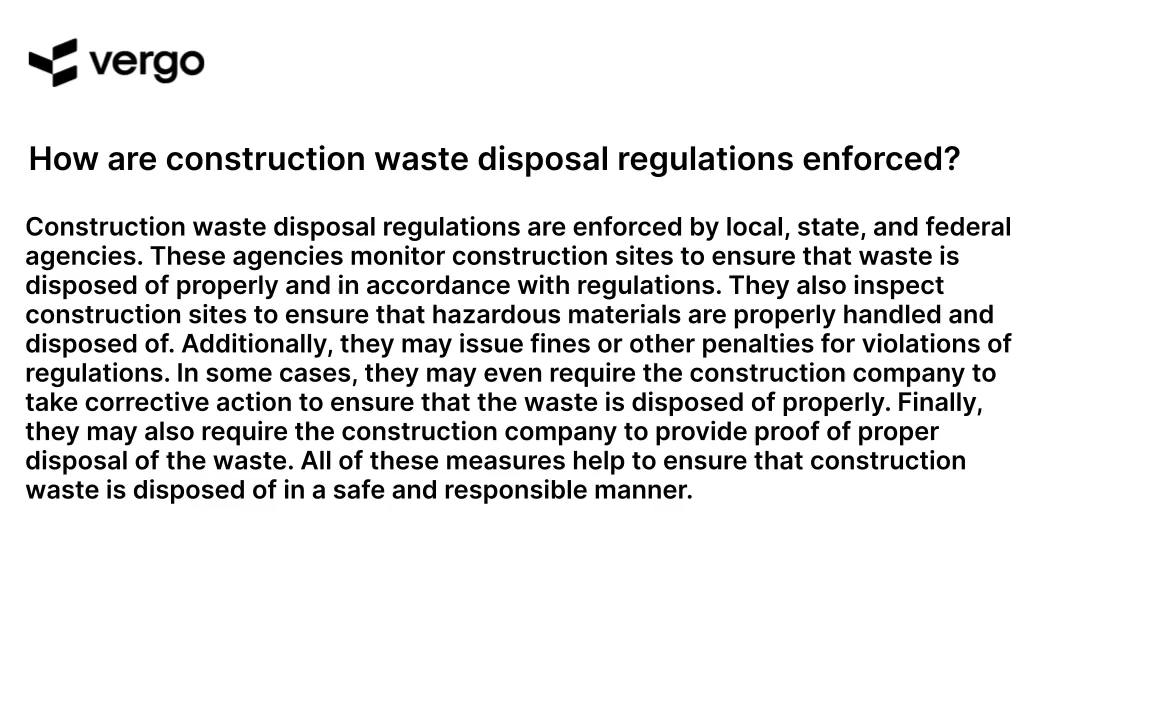 vergo
How are construction waste disposal regulations enforced?
Construction waste disposal regulations are enforced by local, state, and federal
agencies. These agencies monitor construction sites to ensure that waste is
disposed of properly and in accordance with regulations. They also inspect
construction sites to ensure that hazardous materials are properly handled and
disposed of. Additionally, they may issue fines or other penalties for violations of
regulations. In some cases, they may even require the construction company to
take corrective action to ensure that the waste is disposed of properly. Finally,
they may also require the construction company to provide proof of proper
disposal of the waste. All of these measures help to ensure that construction
waste is disposed of in a safe and responsible manner.